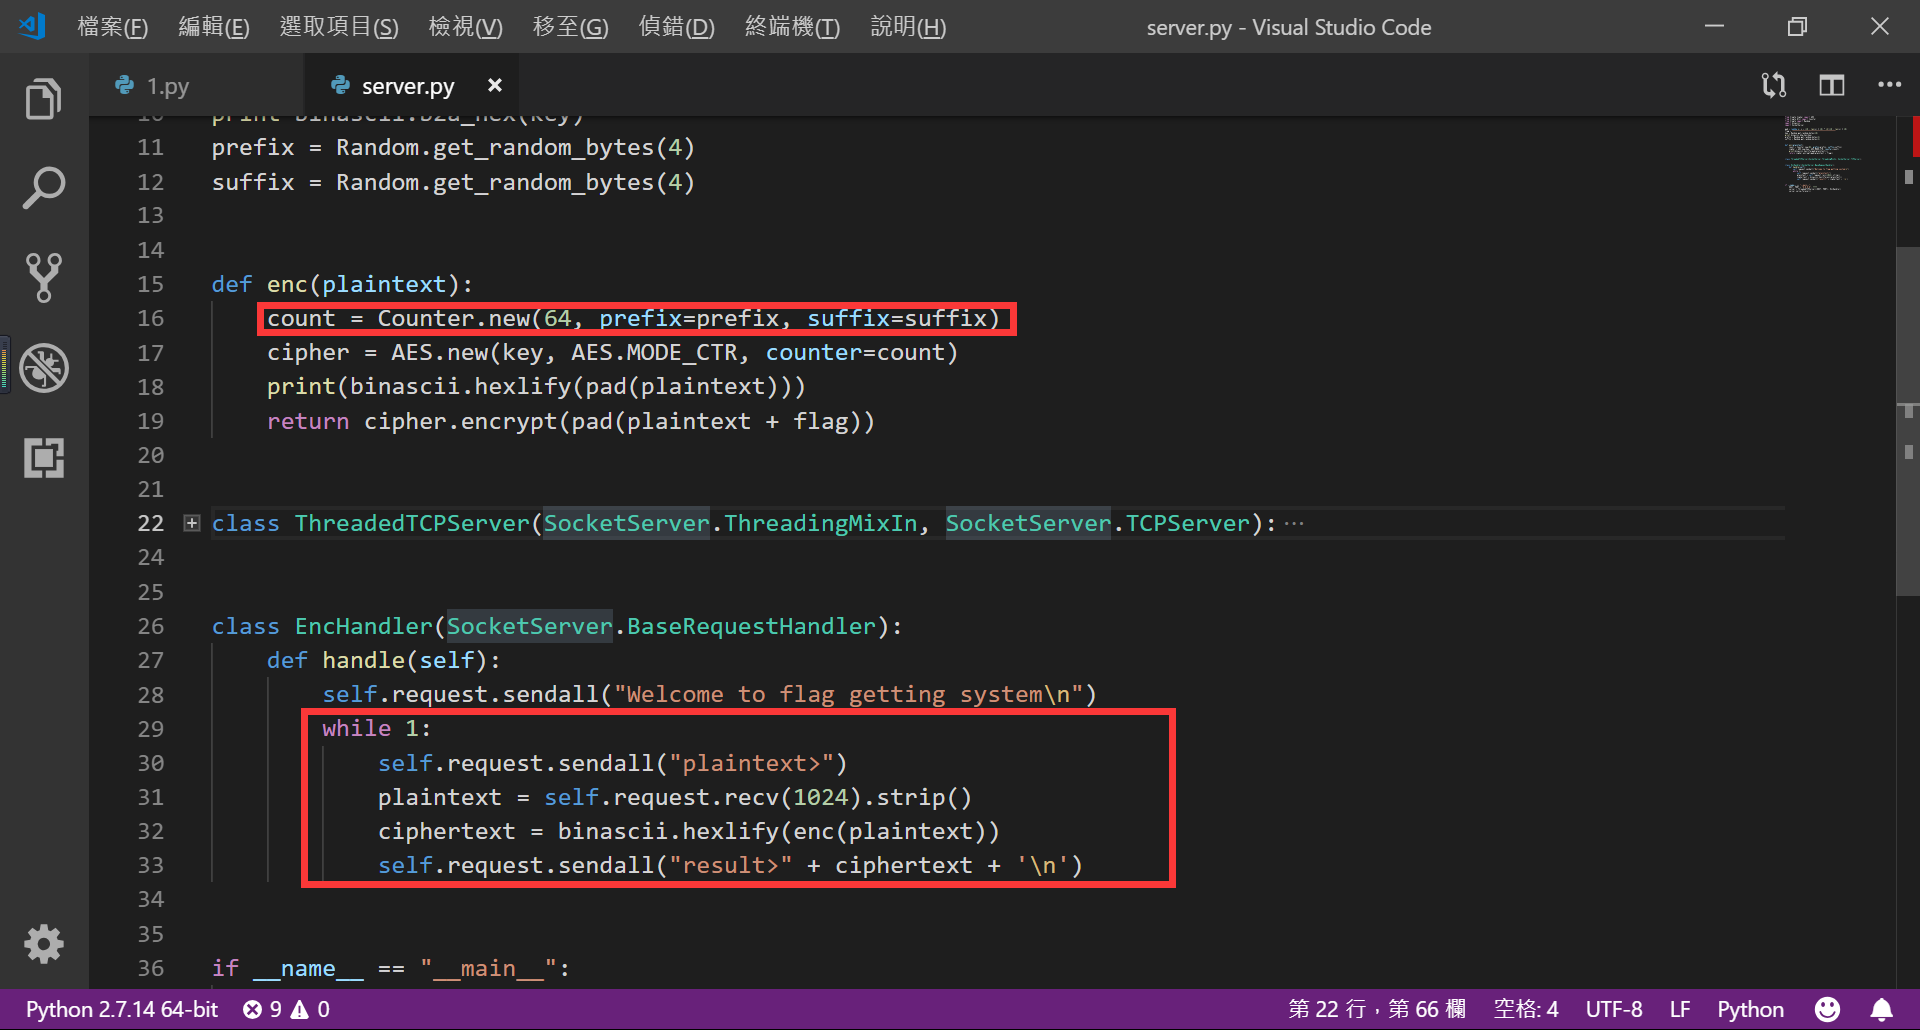 檔案(F) 編輯(E) 選取項目(S) 檢視(V) 移至(G) 偵錯(D) 終端機(T) 說明(H) server.py - Visual Studio Code
1.py server.py
10 print binascii.b2a_hex(key)
11 prefix = Random.get_random_bytes(4)
12 suffix = Random.get_random_bytes(4)
13
14
15 def enc(plaintext):
16     count = Counter.new(64, prefix=prefix, suffix=suffix)
17     cipher = AES.new(key, AES.MODE_CTR, counter=count)
18     print(binascii.hexlify(pad(plaintext)))
19     return cipher.encrypt(pad(plaintext + flag))
20
21
22 class ThreadedTCPServer(SocketServer.ThreadingMixIn, SocketServer.TCPServer):···
24
25
26 class EncHandler(SocketServer.BaseRequestHandler):
27     def handle(self):
28         self.request.sendall("Welcome to flag getting system\n")
29         while 1:
30             self.request.sendall("plaintext>")
31             plaintext = self.request.recv(1024).strip()
32             ciphertext = binascii.hexlify(enc(plaintext))
33             self.request.sendall("result>" + ciphertext + '\n')
34
35
36 if __name__ == "__main__":
Python 2.7.14 64-bit 9 0 第 22 行，第 66 欄 空格: 4 UTF-8 LF Python